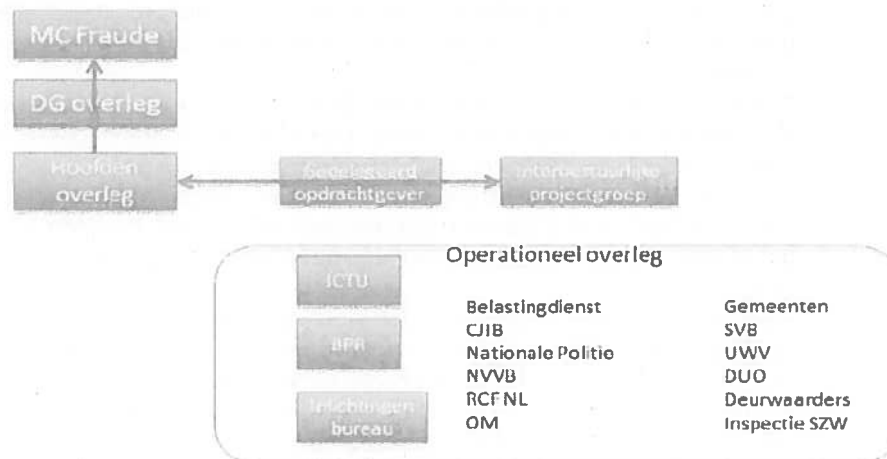 MC Fraude
DG overleg
Hoofden
overleg
Gedelegeerd
opdrachtgever
Interbestuurlijke
projectgroep
Operationeel overleg
ICTU
BPR
Inlichtingen
bureau
Belastingdienst
CJIB
Nationale Politie
NVVB
RCF NL
OM
Gemeenten
SVB
UWV
DUO
Deurwaarders
Inspectie SZW